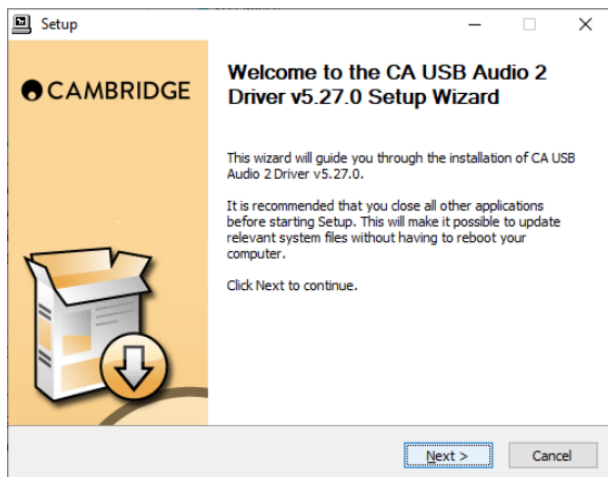 Setup
CAMBRIDGE
Welcome to the CA USB Audio 2
Driver v5.27.0 Setup Wizard
This wizard will guide you through the installation of CA USB
Audio 2 Driver v5.27.0.
It is recommended that you close all other applications
before starting Setup. This will make it possible to update
relevant system files without having to reboot your
computer.
Click Next to continue.
Next >
Cancel